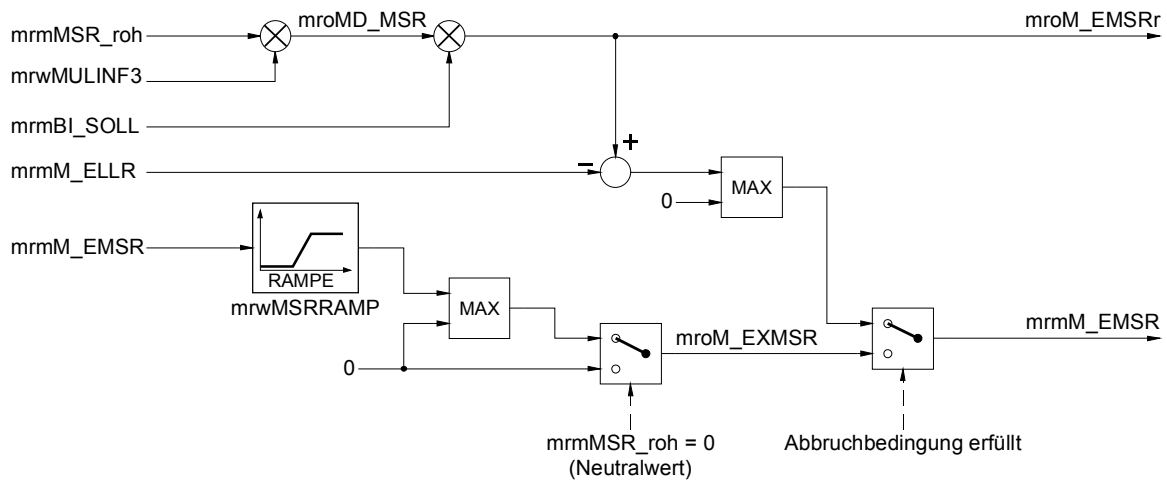 mroMD_MSR
mroM_EMSRr
mrmMSR_roh
mrwMULINF3
mrmBI_SOLL
+
mrmM_ELLR
−
MAX
0
mrmM_EMSR
RAMPE
mrwMSRRAMP
MAX
mroM_EXMSR
mrmM_EMSR
0
mrmMSR_roh = 0
(Neutralwert)
Abbruchbedingung erfüllt